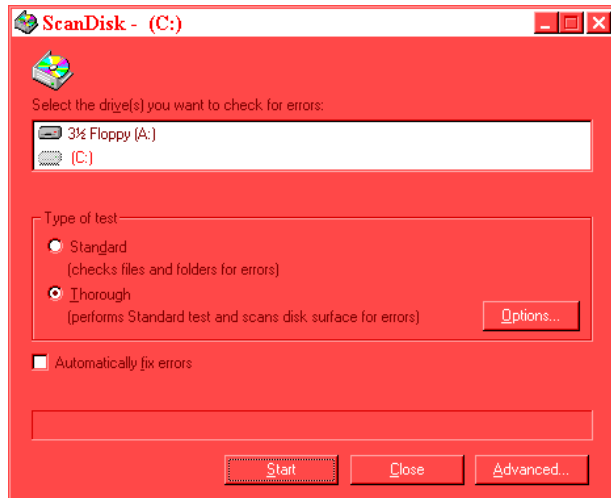 ScanDisk - (C:)
Select the drive(s) you want to check for errors:
3½ Floppy (A:)
(C:)
Type of test
Standard
(checks files and folders for errors)
Thorough
(performs Standard test and scans disk surface for errors)
Options...
Automatically fix errors
Start Close Advanced...